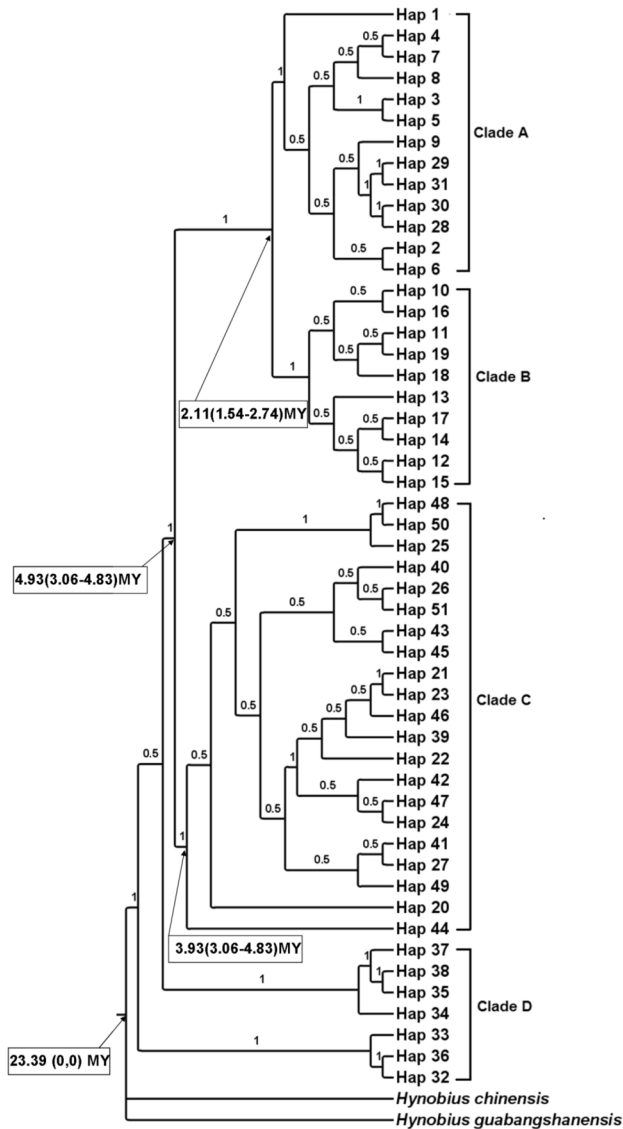 Hap 1
Hap 4
Hap 7
Hap 8
Hap 3
Hap 5
Hap 9
Hap 29
Hap 31
Hap 30
Hap 28
Hap 2
Hap 6
Clade A
Hap 10
Hap 16
Hap 11
Hap 19
Hap 18
Hap 13
Hap 17
Hap 14
Hap 12
Hap 15
Clade B
Hap 48
Hap 50
Hap 25
Hap 40
Hap 26
Hap 51
Hap 43
Hap 45
Hap 21
Hap 23
Hap 46
Hap 39
Hap 22
Hap 42
Hap 47
Hap 24
Hap 41
Hap 27
Hap 49
Hap 20
Hap 44
Clade C
Hap 37
Hap 38
Hap 35
Hap 34
Hap 33
Hap 36
Hap 32
Clade D
Hynobius chinensis
Hynobius guabangshanensis
2.11(1.54-2.74)MY
4.93(3.06-4.83)MY
3.93(3.06-4.83)MY
23.39 (0,0) MY
0.5
0.5
0.5
1
0.5
1
0.5
0.5
1
1
0.5
1
0.5
1
0.5
0.5
0.5
0.5
0.5
1
0.5
0.5
0.5
0.5
1
1
1
0.5
0.5
0.5
0.5
0.5
0.5
1
0.5
0.5
0.5
1
0.5
0.5
0.5
0.5
0.5
0.5
1
1
1
1
1
1
1